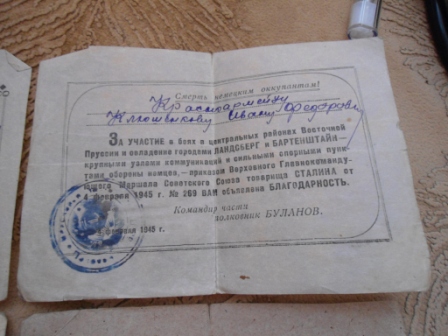 Смерть немецким оккупантам!
Красноармейцу
Ивану
ЗА УЧАСТИЕ в боях в центральных районах Восточной
Пруссии и овладение городами ЛАНДСБЕРГ и БАРТЕНШТАЙН—
крупными узлами коммуникаций и сильными опорными пунк-
тами обороны немцев,—приказом Верховного Главнокоманду-
ющего Маршала Советского Союза товарища СТАЛИНА от
4 февраля 1945 г. № 269 ВАМ объявлена БЛАГОДАРНОСТЬ.
Командир части
полковник БУЛАНОВ.
февраля 1945 г.